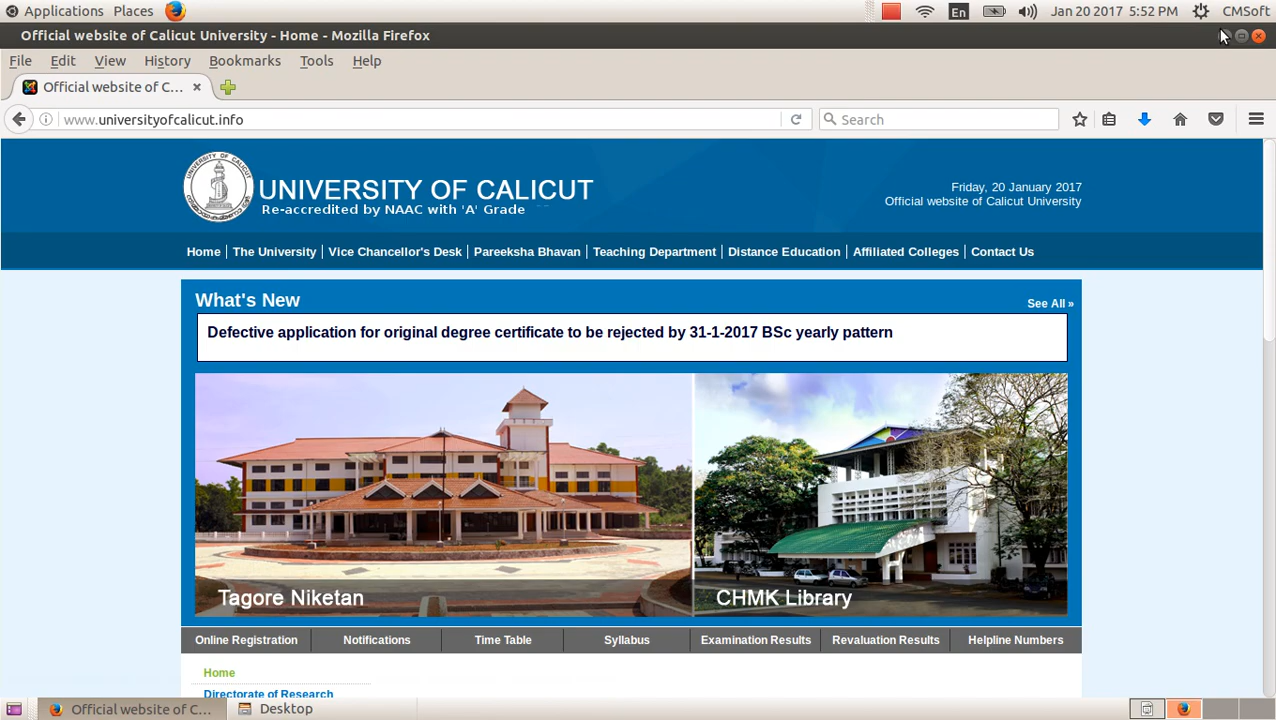 Applications Places En Jan 20 2017 5:52 PM CMSoft
Official website of Calicut University - Home - Mozilla Firefox
File Edit View History Bookmarks Tools Help
Official website of C...
www.universityofcalicut.info Search
UNIVERSITY OF CALICUT
UNIVERSITY OF CALICUT
Re-accredited by NAAC with 'A' Grade
Friday, 20 January 2017
Official website of Calicut University
Home The University Vice Chancellor's Desk Pareeksha Bhavan Teaching Department Distance Education Affiliated Colleges Contact Us
What's New See All »
Defective application for original degree certificate to be rejected by 31-1-2017 BSc yearly pattern
Tagore Niketan CHMK Library
Online Registration Notifications Time Table Syllabus Examination Results Revaluation Results Helpline Numbers
Home
Directorate of Research
Official website of C... Desktop